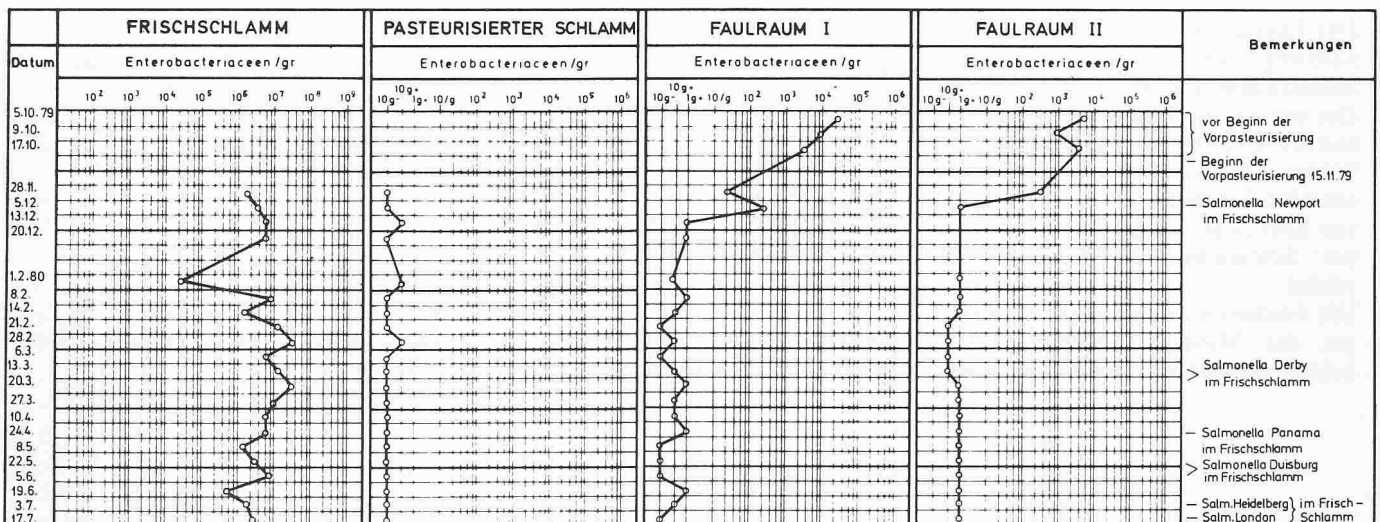 FRISCHSCHLAMM PASTEURISIERTER SCHLAMM FAULRAUM I FAULRAUM II Bemerkungen
Datum Enterobacteriaceen /gr Enterobacteriaceen /gr Enterobacteriaceen /gr Enterobacteriaceen /gr
10² 10³ 10⁴ 10⁵ 10⁶ 10⁷ 10⁸ 10⁹ 10g- 10g+ 1g+ 10/g 10² 10³ 10⁴ 10⁵ 10⁶ 10g- 10g+ 1g+ 10/g 10² 10³ 10⁴ 10⁵ 10⁶ 10g- 10g+ 1g+ 10/g 10² 10³ 10⁴ 10⁵ 10⁶
5.10.79
9.10. vor Beginn der
17.10. Vorpasteurisierung
Beginn der
Vorpasteurisierung 15.11.79
28.11.
5.12. Salmonella Newport
13.12. im Frischschlamm
20.12.
1.2.80
8.2.
14.2.
21.2.
28.2.
6.3.
13.3. Salmonella Derby
20.3. im Frischschlamm
27.3.
10.4.
24.4. Salmonella Panama
8.5. im Frischschlamm
22.5. Salmonella Duisburg
5.6. im Frischschlamm
19.6.
3.7. Salm.Heidelberg im Frisch-
17.7. Salm.London Schlamm